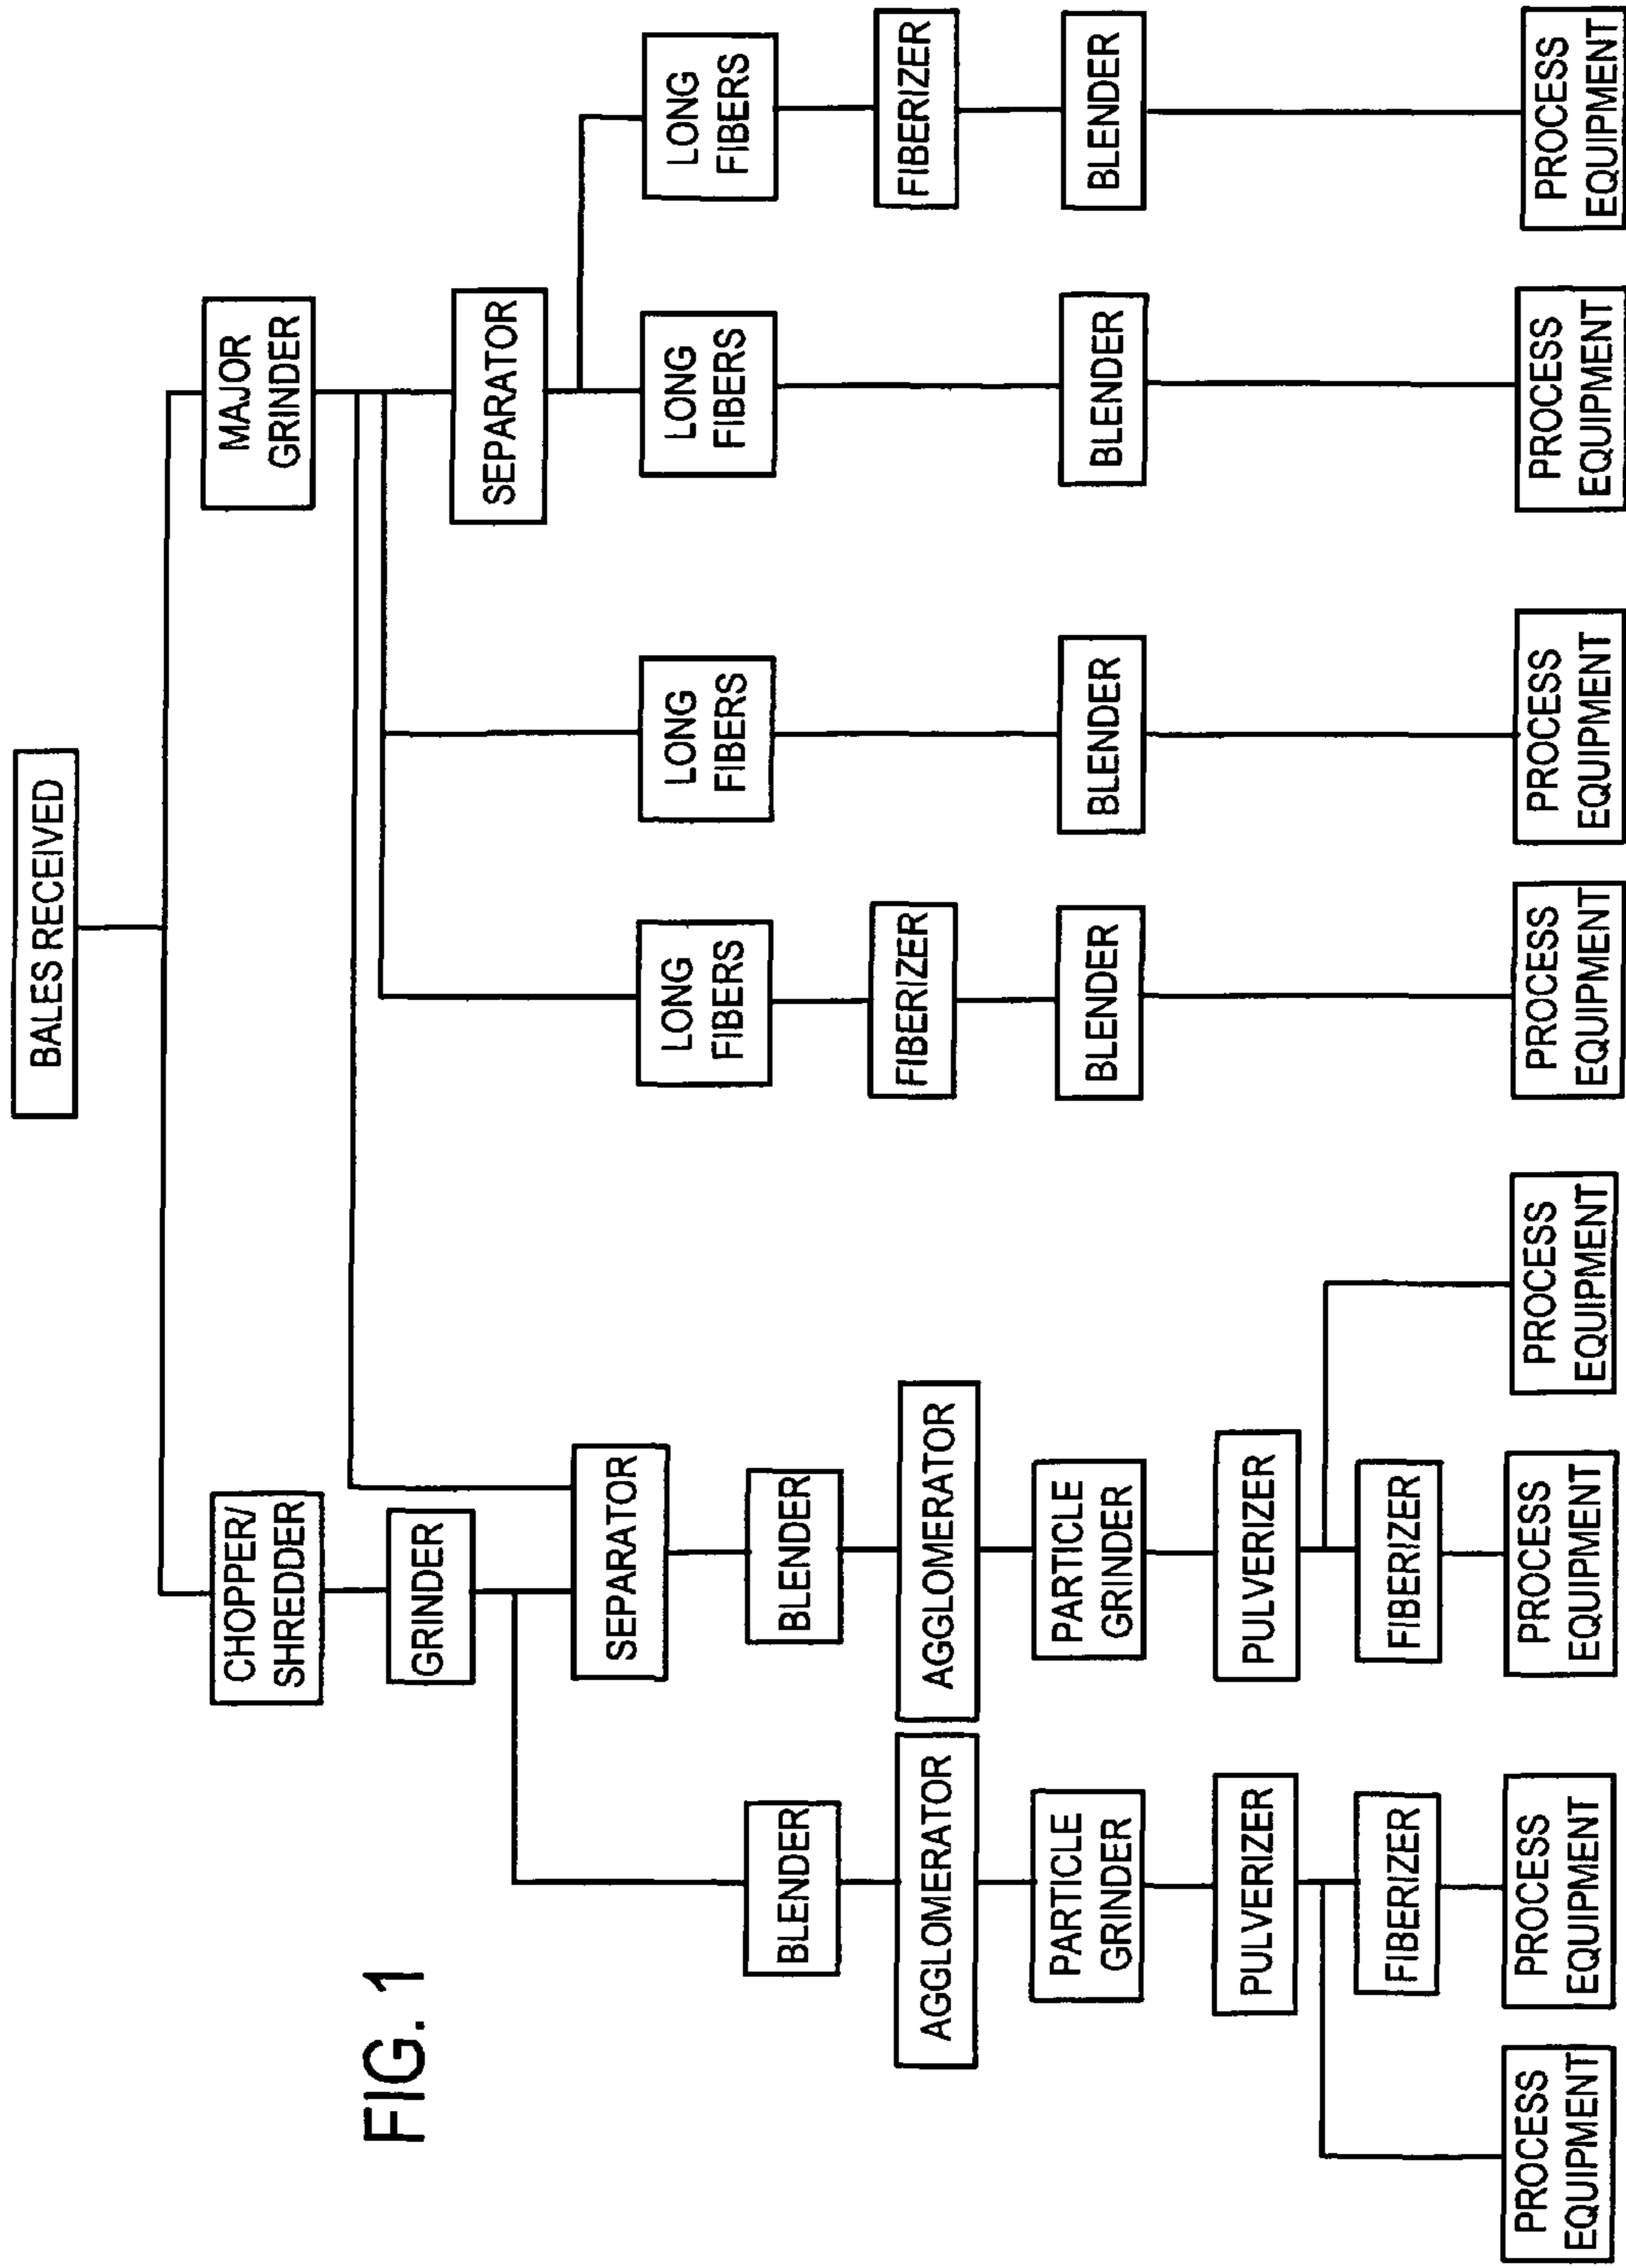 BALES RECEIVED
CHOPPER/
SHREDDER
MAJOR
GRINDER
FIG. 1
GRINDER
SEPARATOR
SEPARATOR
LONG
FIBERS
LONG
FIBERS
LONG
FIBERS
LONG
FIBERS
BLENDER
BLENDER
FIBERIZER
FIBERIZER
AGGLOMERATOR
AGGLOMERATOR
PARTICLE
GRINDER
PARTICLE
GRINDER
BLENDER
BLENDER
BLENDER
BLENDER
PULVERIZER
PULVERIZER
FIBERIZER
FIBERIZER
PROCESS
EQUIPMENT
PROCESS
EQUIPMENT
PROCESS
EQUIPMENT
PROCESS
EQUIPMENT
PROCESS
EQUIPMENT
PROCESS
EQUIPMENT
PROCESS
EQUIPMENT
PROCESS
EQUIPMENT